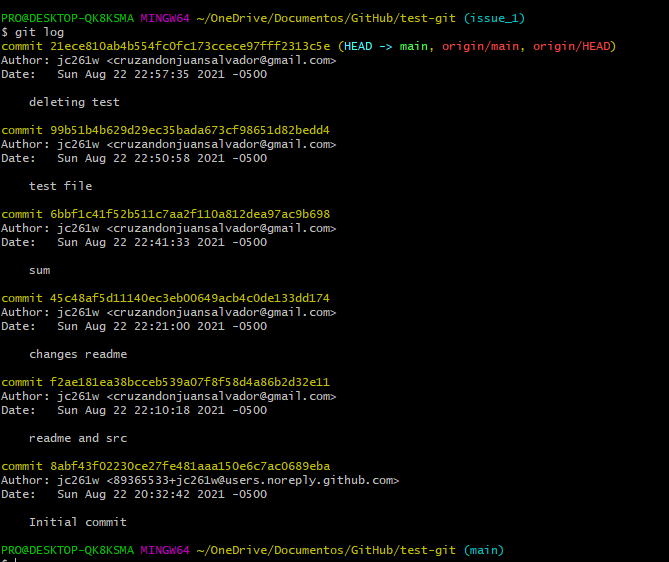 PRO@DESKTOP-QK8KSMA MINGW64 ~/OneDrive/Documentos/GitHub/test-git (issue_1)
$ git log
commit 21ece810ab4b554fc0fc173ccece97fff2313c5e (HEAD -> main, origin/main, origin/HEAD)
Author: jc261w <cruzandonjuansalvador@gmail.com>
Date:   Sun Aug 22 22:57:35 2021 -0500
deleting test
commit 99b51b4b629d29ec35bada673cf98651d82bedd4
Author: jc261w <cruzandonjuansalvador@gmail.com>
Date:   Sun Aug 22 22:50:58 2021 -0500
test file
commit 6bbf1c41f52b511c7aa2f110a812dea97ac9b698
Author: jc261w <cruzandonjuansalvador@gmail.com>
Date:   Sun Aug 22 22:41:33 2021 -0500
sum
commit 45c48af5d11140ec3eb00649acb4c0de133dd174
Author: jc261w <cruzandonjuansalvador@gmail.com>
Date:   Sun Aug 22 22:21:00 2021 -0500
changes readme
commit f2ae181ea38bcceb539a07f8f58d4a86b2d32e11
Author: jc261w <cruzandonjuansalvador@gmail.com>
Date:   Sun Aug 22 22:10:18 2021 -0500
readme and src
commit 8abf43f02230ce27fe481aaa150e6c7ac0689eba
Author: jc261w <89365533+jc261w@users.noreply.github.com>
Date:   Sun Aug 22 20:32:42 2021 -0500
Initial commit
PRO@DESKTOP-QK8KSMA MINGW64 ~/OneDrive/Documentos/GitHub/test-git (main)
$